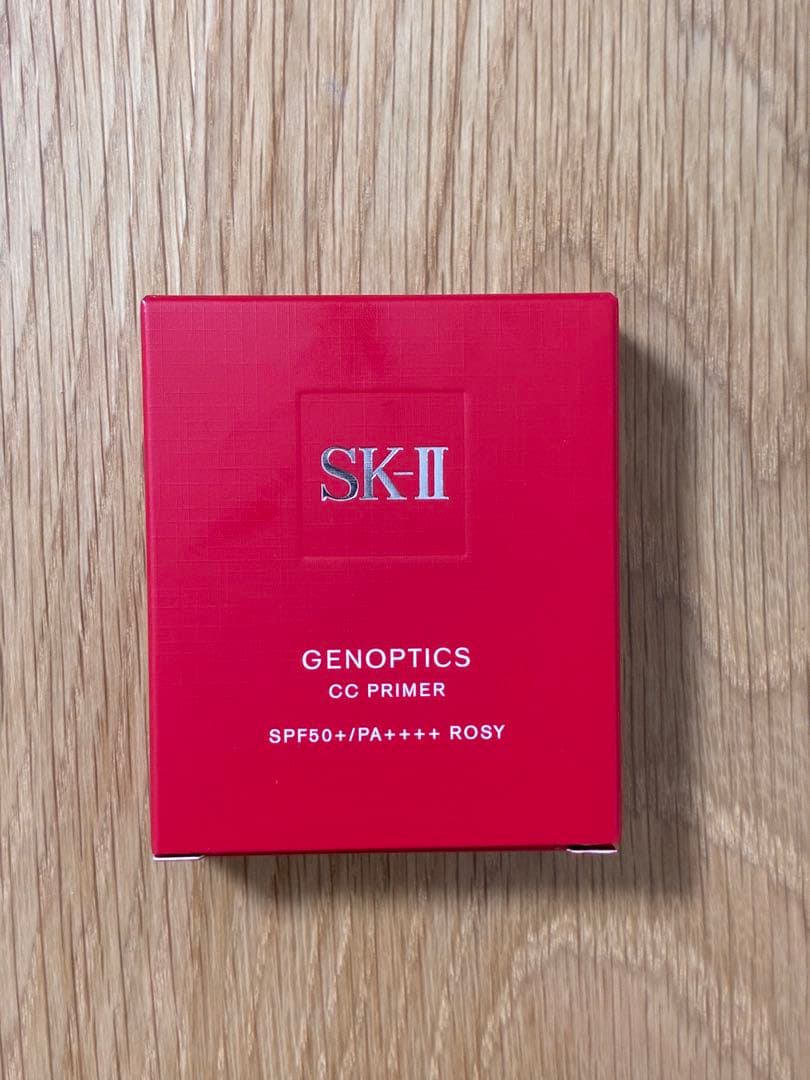 SK-II
GENOPTICS
CC PRIMER
SPF50+/PA++++ ROSY